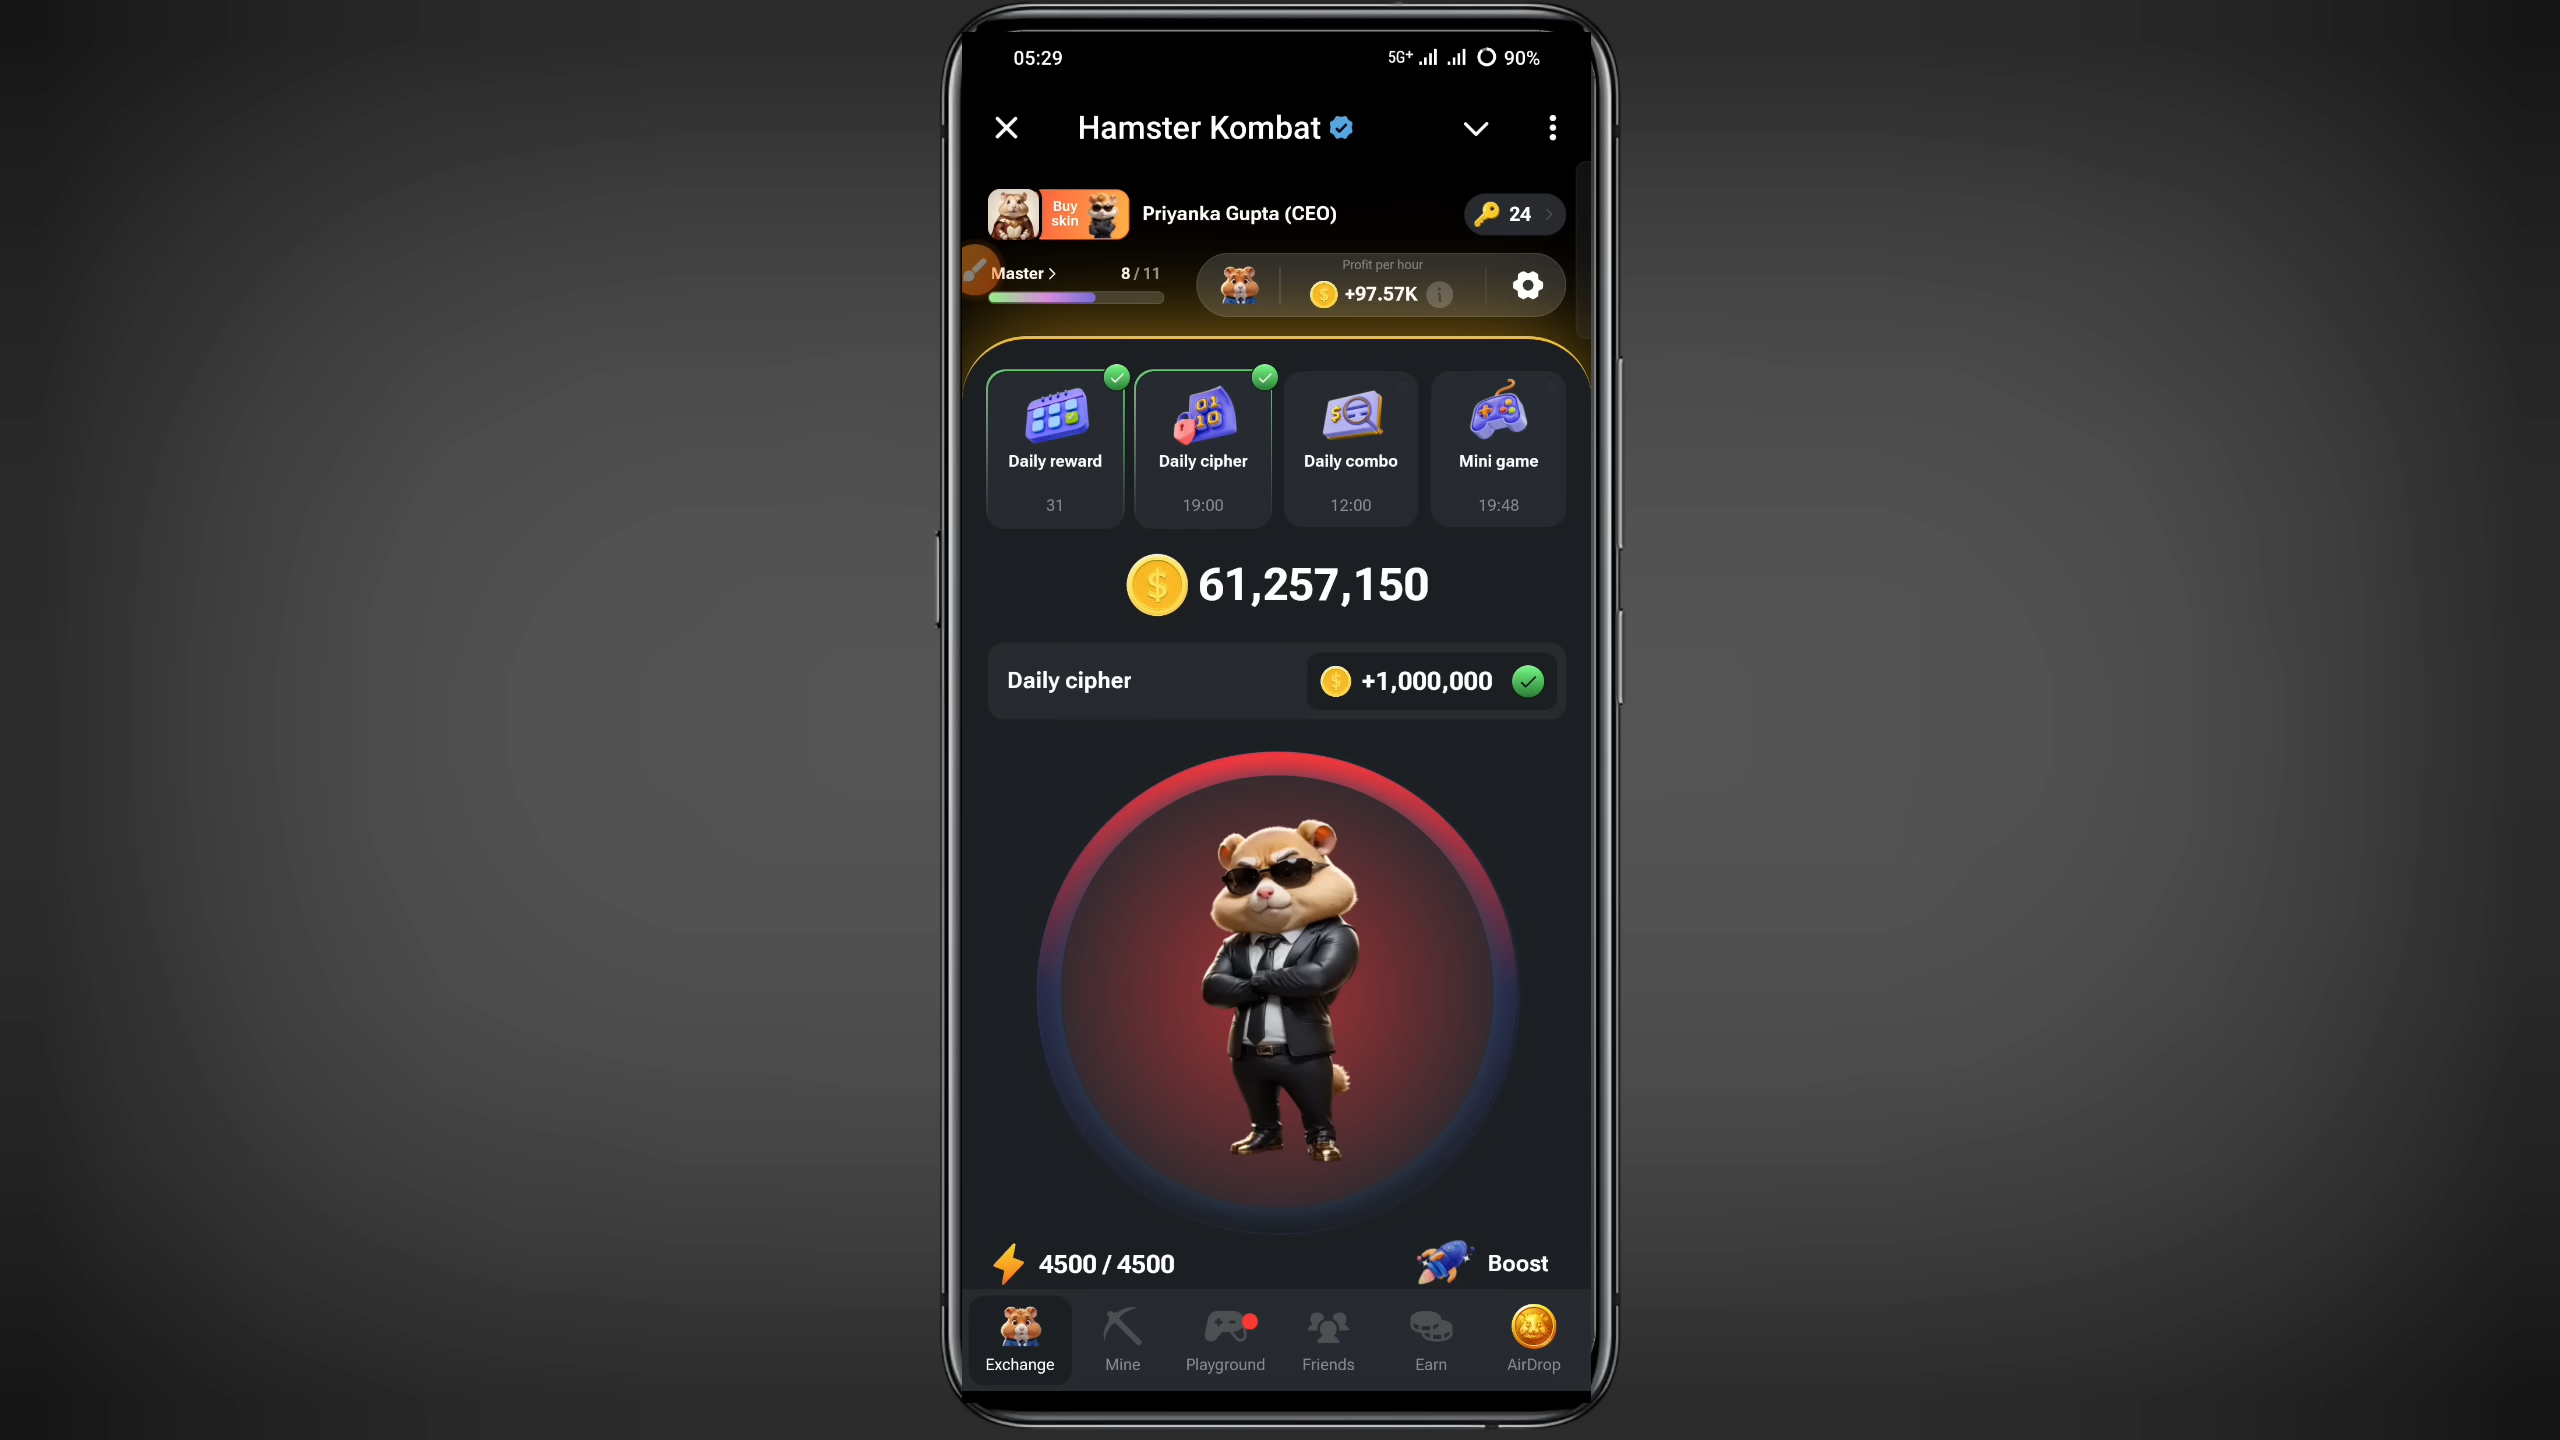 05:29
5G+ 90%
Hamster Kombat
Buy
skin
Priyanka Gupta (CEO)
24
Master >
8 / 11
Profit per hour
+97.57K
Daily reward
31
Daily cipher
19:00
Daily combo
12:00
Mini game
19:48
61,257,150
Daily cipher
+1,000,000
4500 / 4500
Boost
Exchange
Mine
Playground
Friends
Earn
AirDrop